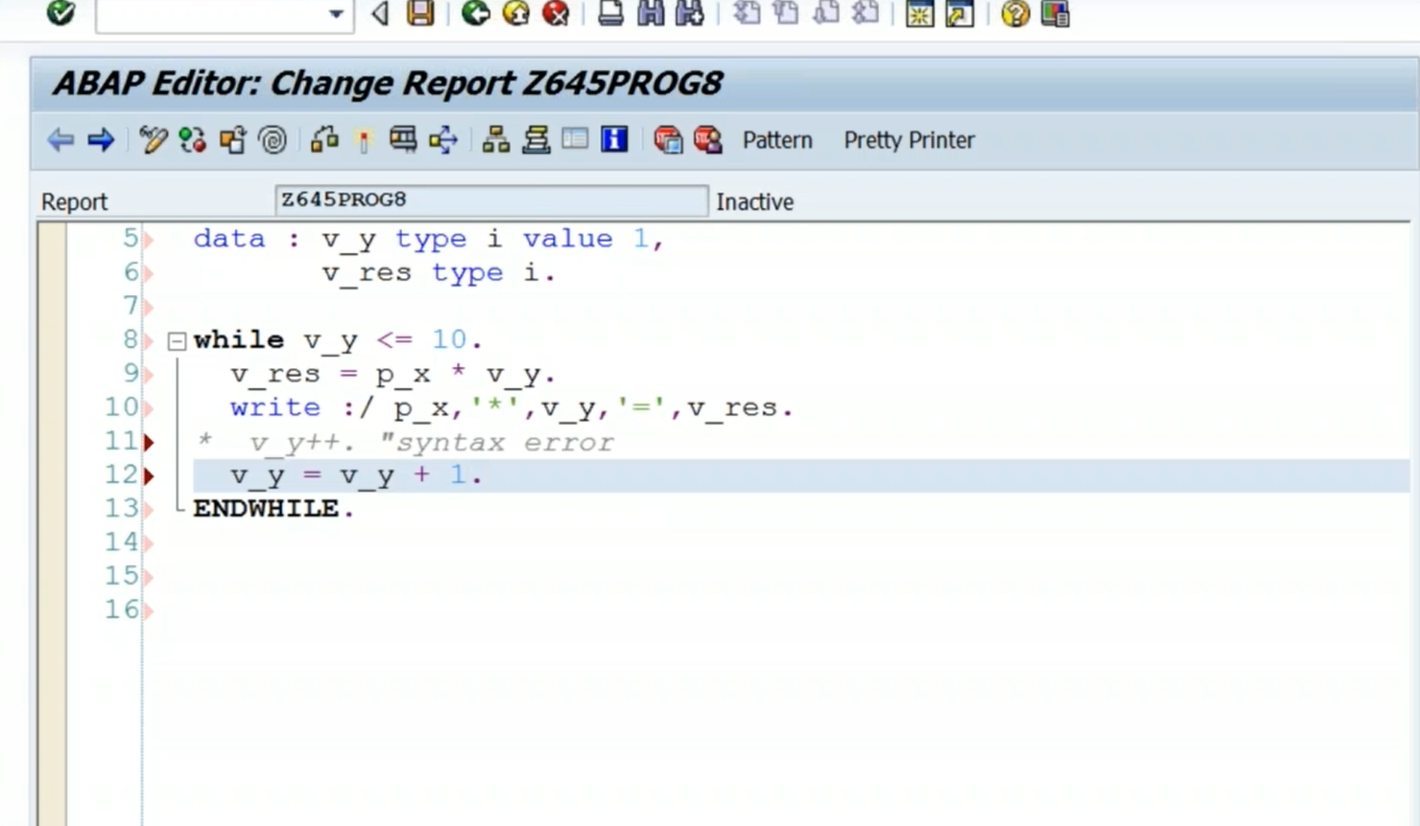 ABAP Editor: Change Report Z645PROG8
Pattern Pretty Printer
Report Z645PROG8 Inactive
5 data : v_y type i value 1,
6 v_res type i.
7
8 while v_y <= 10.
9 v_res = p_x * v_y.
10 write :/ p_x,'*',v_y,'=',v_res.
11 * v_y++. "syntax error
12 v_y = v_y + 1.
13 ENDWHILE.
14
15
16